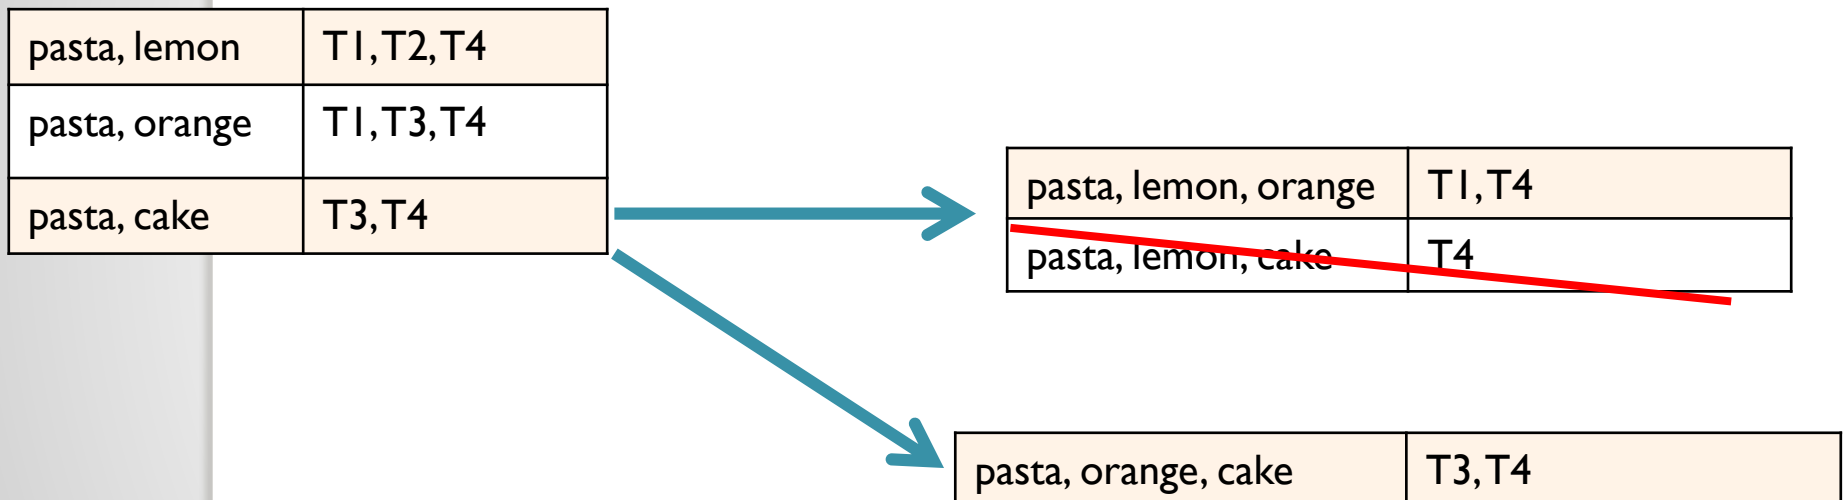 pasta, lemon T1, T2, T4
pasta, orange T1, T3, T4
pasta, cake T3, T4
pasta, lemon, orange T1, T4
pasta, lemon, cake T4
pasta, orange, cake T3, T4